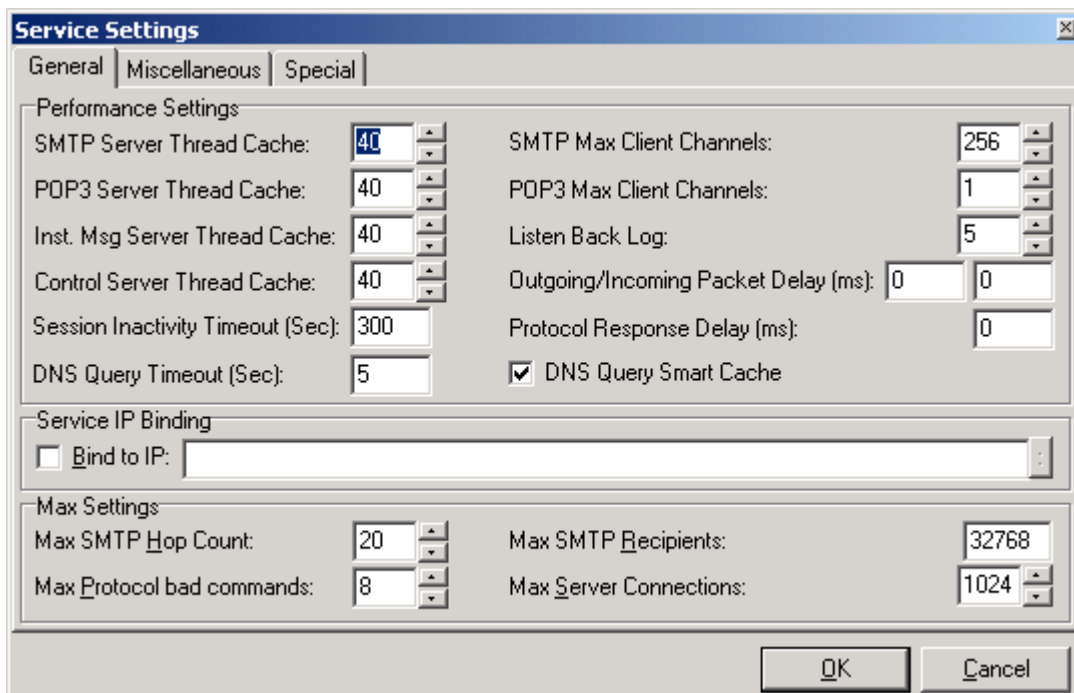 Service Settings
General Miscellaneous Special
Performance Settings
SMTP Server Thread Cache: 40 SMTP Max Client Channels: 256
POP3 Server Thread Cache: 40 POP3 Max Client Channels: 1
Inst. Msg Server Thread Cache: 40 Listen Back Log: 5
Control Server Thread Cache: 40 Outgoing/Incoming Packet Delay (ms): 0 0
Session Inactivity Timeout (Sec): 300 Protocol Response Delay (ms): 0
DNS Query Timeout (Sec): 5 DNS Query Smart Cache
Service IP Binding
Bind to IP: :
Max Settings
Max SMTP Hop Count: 20 Max SMTP Recipients: 32768
Max Protocol bad commands: 8 Max Server Connections: 1024
OK Cancel